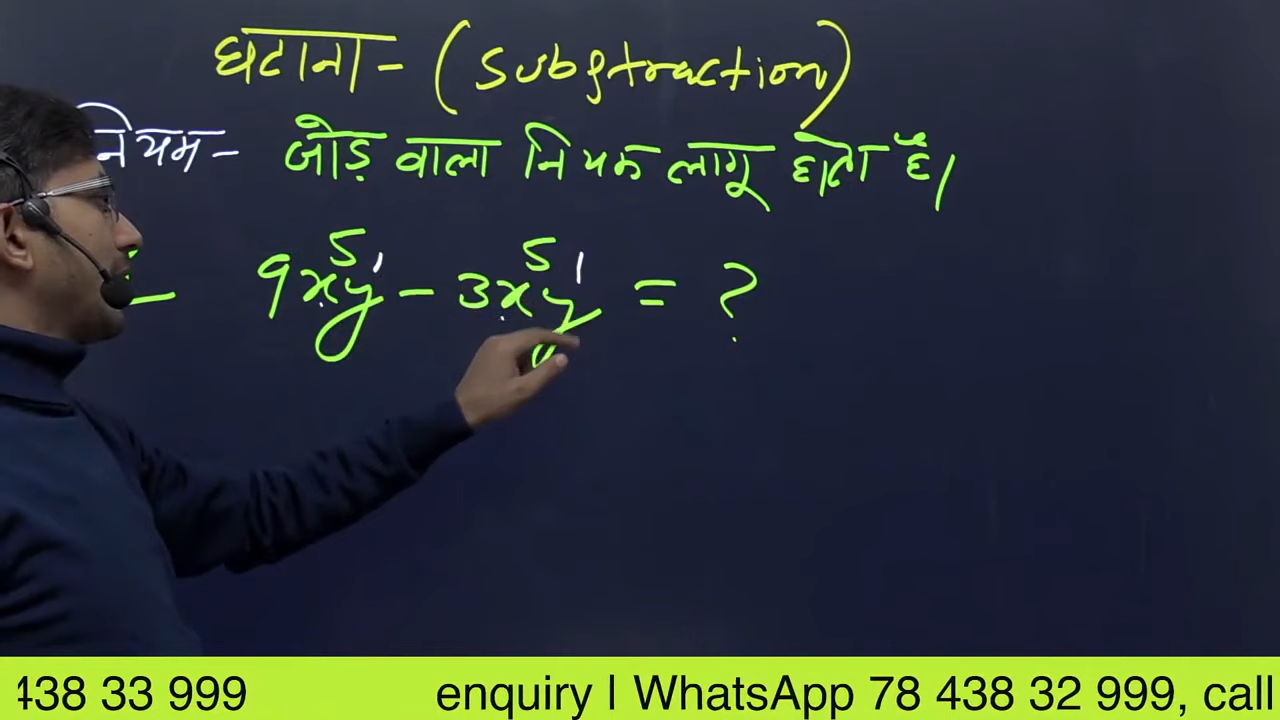 घटाना - (Subtraction)
नियम - जोड़ वाला नियम लागू होता है।
9x⁵y¹ - 3x⁵y¹ = ?
438 33 999 enquiry I WhatsApp 78 438 32 999, call